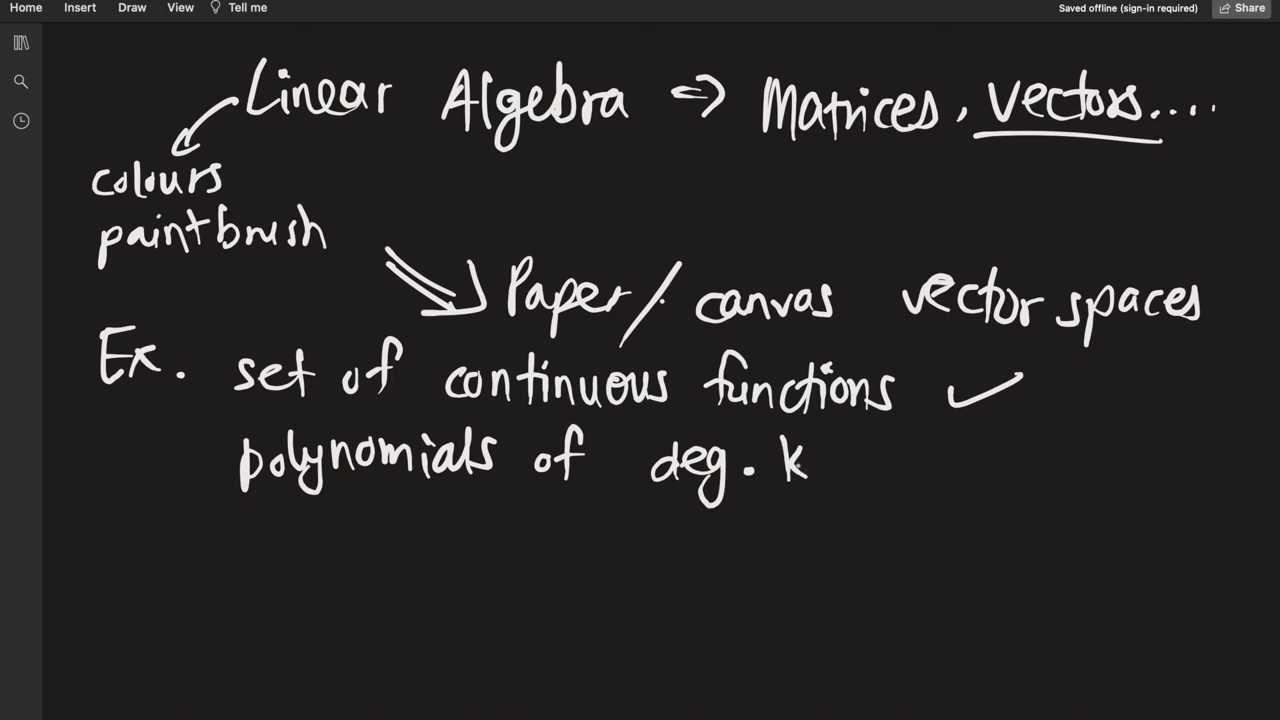 Home Insert Draw View Tell me Saved offline (sign-in required) Share
Linear Algebra → Matrices, vectors....
colours
paintbrush
Paper/canvas vector spaces
Ex. set of continuous functions ✓
polynomials of deg. k